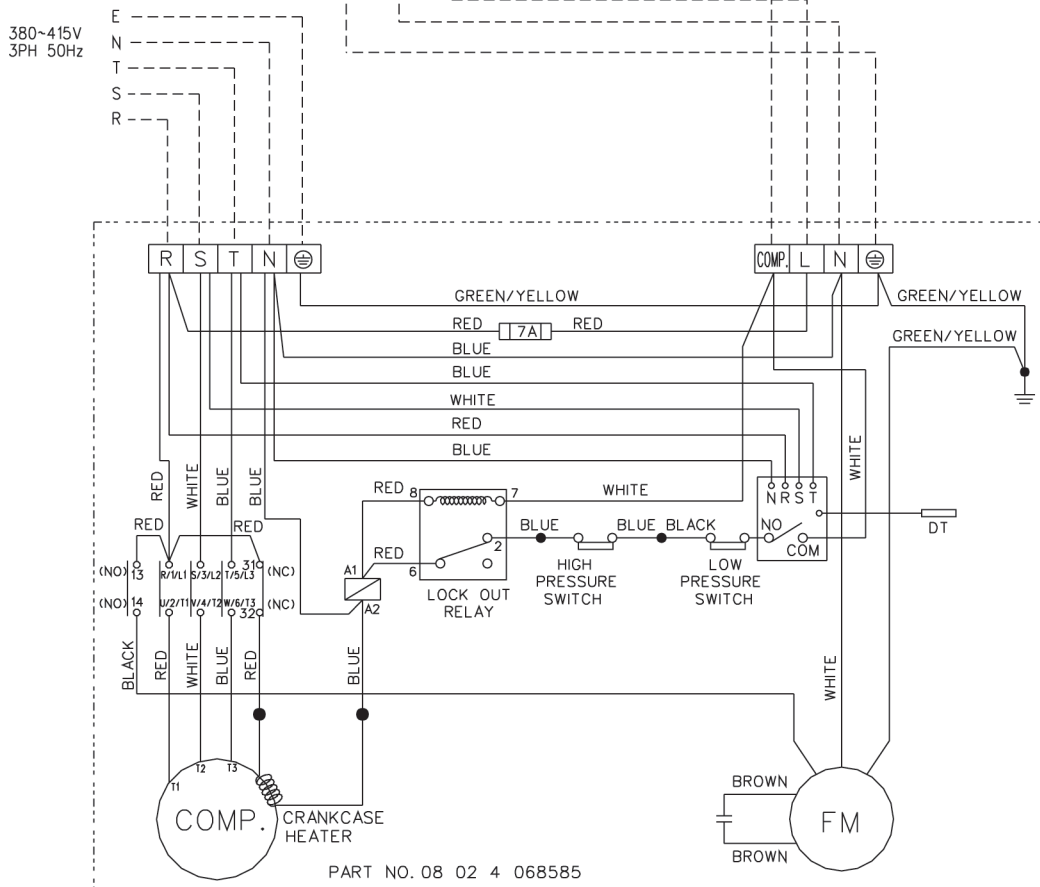 380~415V
3PH 50Hz
E
N
T
S
R
R S T N
COMP. L N
GREEN/YELLOW
GREEN/YELLOW
RED 7A RED
GREEN/YELLOW
BLUE
BLUE
WHITE
RED
BLUE
WHITE
RED
WHITE
BLUE
BLUE
N R S T
RED 8 7 WHITE
RED RED
BLUE BLUE BLACK NO
2
COM
DT
RED
6
(NO) 13 R/1/L1 S/3/L2 T/5/L3 31 (NC)
A1
HIGH
PRESSURE
SWITCH
LOW
PRESSURE
SWITCH
LOCK OUT
RELAY
(NO) 14 U/2/T1 V/4/T2 W/6/T3 32 (NC)
A2
BLACK
RED
WHITE
BLUE
RED
BLUE
WHITE
T1 T2 T3
COMP.
CRANKCASE
HEATER
BROWN
FM
BROWN
PART NO. 08 02 4 068585